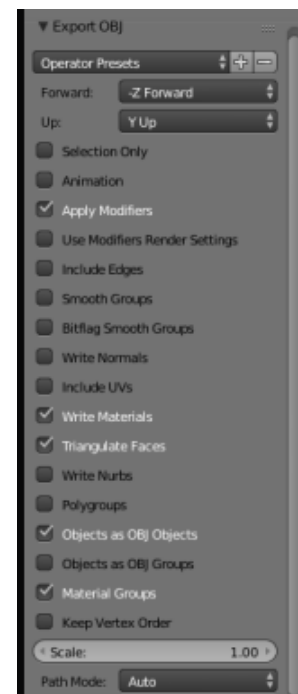 Export OBJ
Operator Presets
Forward: -Z Forward
Up: Y Up
Selection Only
Animation
Apply Modifiers
Use Modifiers Render Settings
Include Edges
Smooth Groups
Bitflag Smooth Groups
Write Normals
Include UVs
Write Materials
Triangulate Faces
Write Nurbs
Polygroups
Objects as OBJ Objects
Objects as OBJ Groups
Material Groups
Keep Vertex Order
Scale: 1.00
Path Mode: Auto